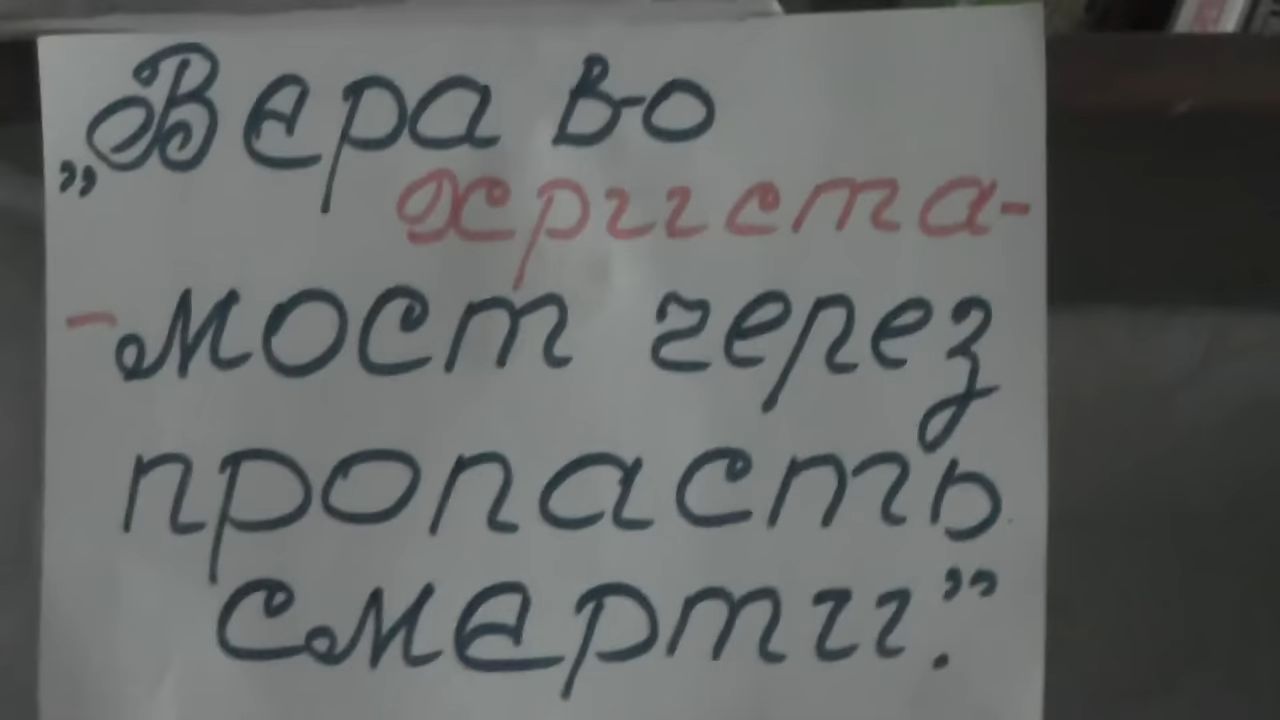 „Вера во
Христа-
-мост через
пропасть
смерти.”